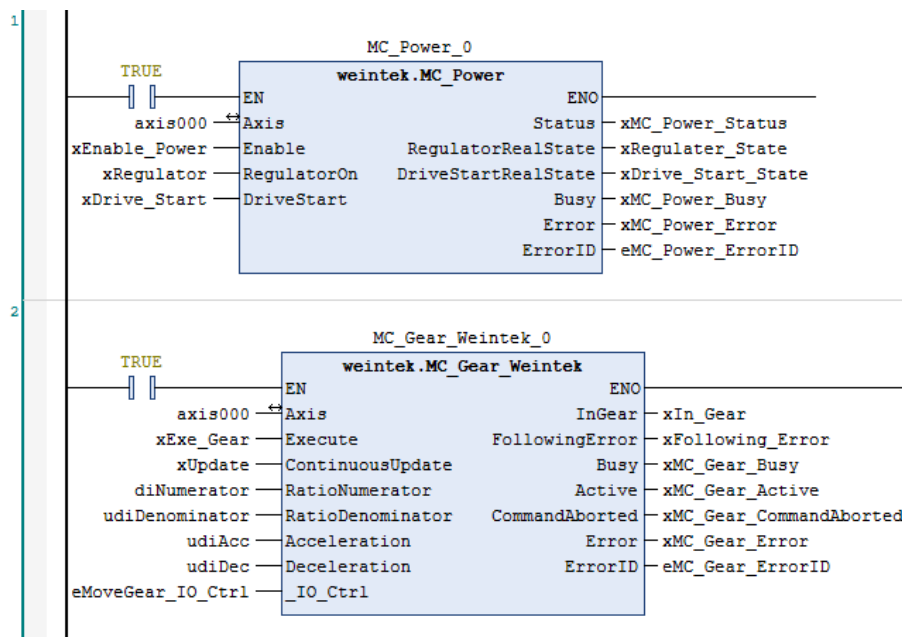 1
MC_Power_0
TRUE
weintek.MC_Power
EN ENO
axis000 Axis Status xMC_Power_Status
xEnable_Power Enable RegulatorRealState xRegulater_State
xRegulator RegulatorOn DriveStartRealState xDrive_Start_State
xDrive_Start DriveStart Busy xMC_Power_Busy
Error xMC_Power_Error
ErrorID eMC_Power_ErrorID
2
MC_Gear_Weintek_0
TRUE
weintek.MC_Gear_Weintek
EN ENO
axis000 Axis InGear xIn_Gear
xExe_Gear Execute FollowingError xFollowing_Error
xUpdate ContinuousUpdate Busy xMC_Gear_Busy
diNumerator RatioNumerator Active xMC_Gear_Active
udiDenominator RatioDenominator CommandAborted xMC_Gear_CommandAborted
udiAcc Acceleration Error xMC_Gear_Error
udiDec Deceleration ErrorID eMC_Gear_ErrorID
eMoveGear_IO_Ctrl _IO_Ctrl